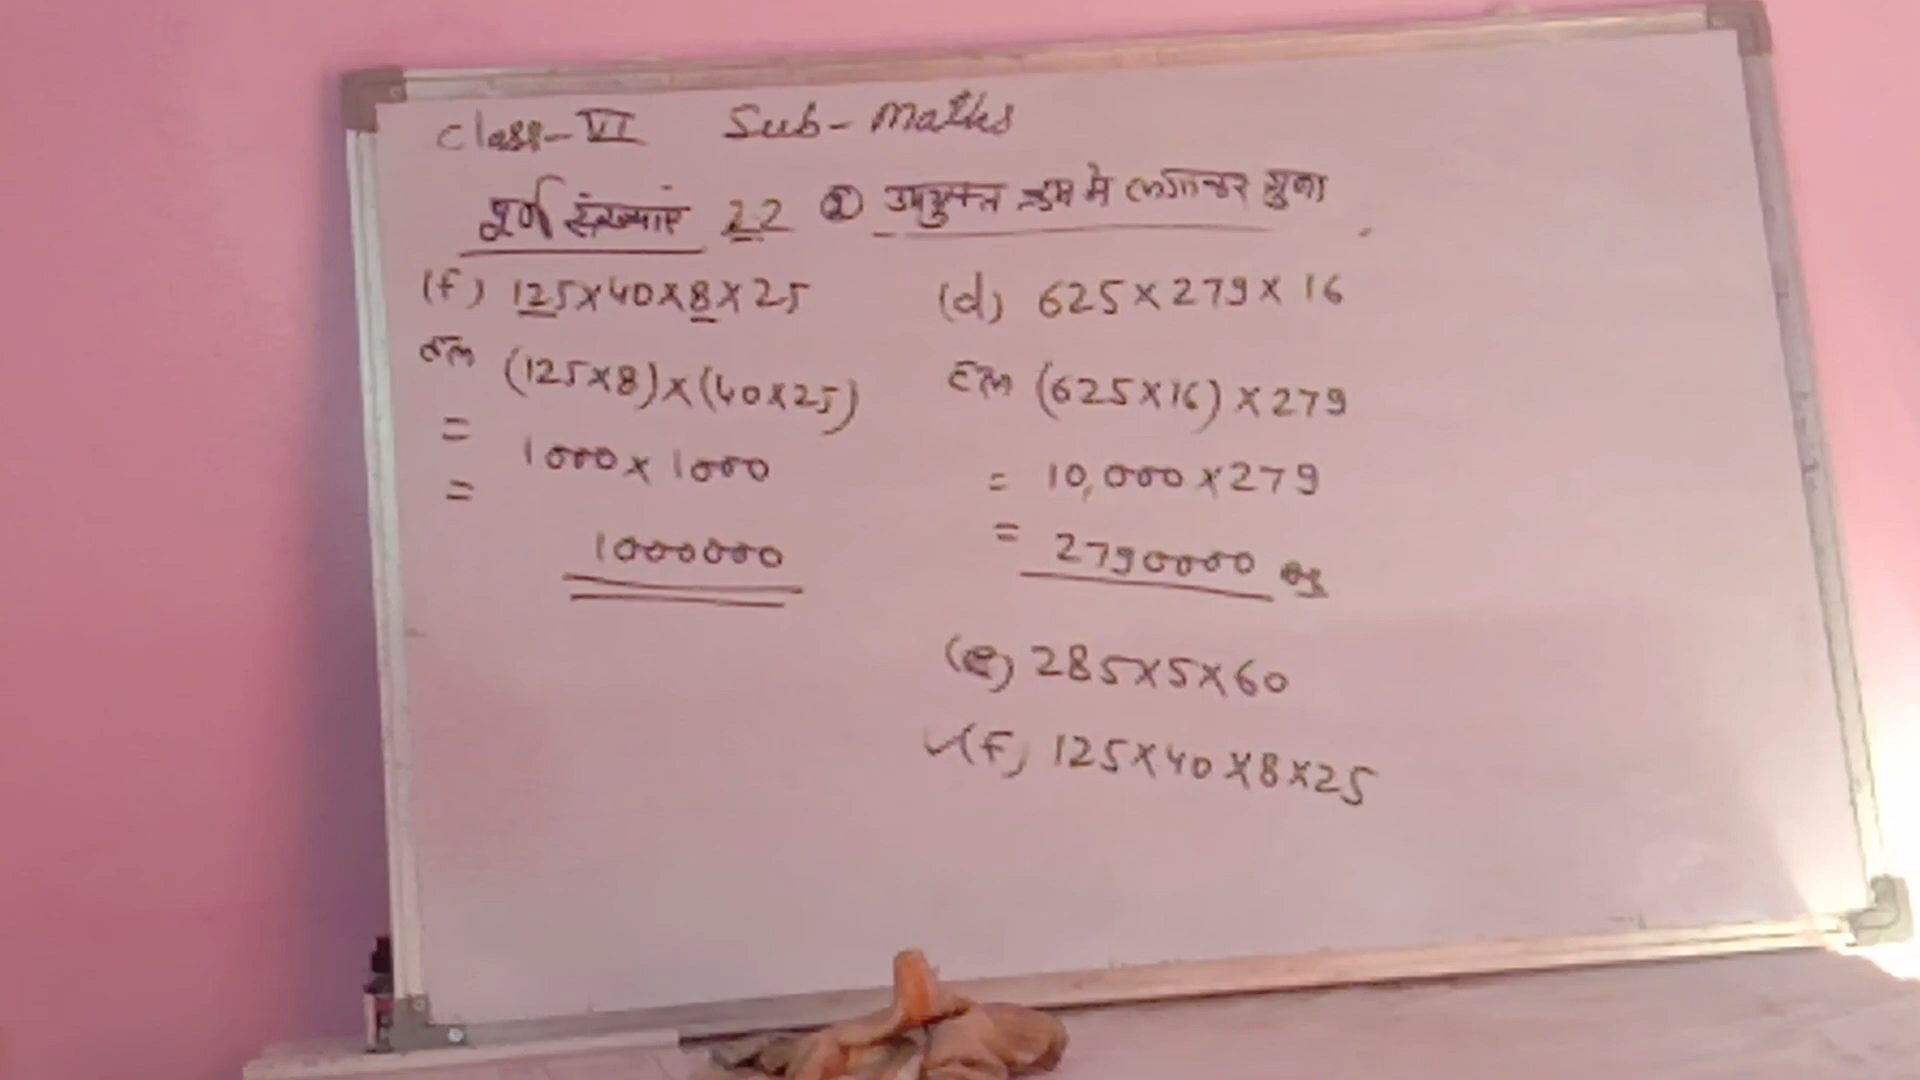 Class-VI Sub-Maths
पूर्ण संख्याएं 2.2 ② उपयुक्त क्रम में लगाकर गुणा
(f) 125×40×8×25
हल (125×8)×(40×25)
= 1000×1000
=
1000000
(d) 625×279×16
हल (625×16)×279
= 10,000×279
= 2790000
(e) 285×5×60
✓(f) 125×40×8×25